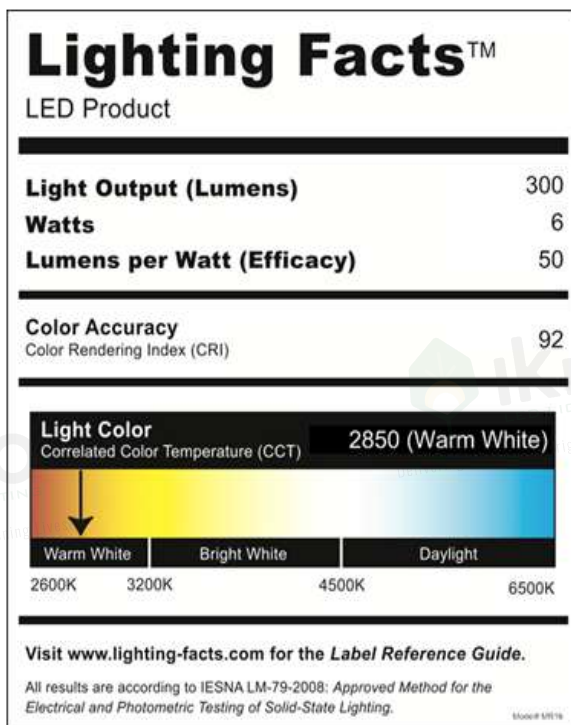 Lighting Facts™
LED Product
Light Output (Lumens) 300
Watts 6
Lumens per Watt (Efficacy) 50
Color Accuracy
Color Rendering Index (CRI) 92
Light Color
Correlated Color Temperature (CCT) 2850 (Warm White)
Warm White Bright White Daylight
2600K 3200K 4500K 6500K
Visit www.lighting-facts.com for the Label Reference Guide.
All results are according to IESNA LM-79-2008: Approved Method for the
Electrical and Photometric Testing of Solid-State Lighting.
Model# MR16